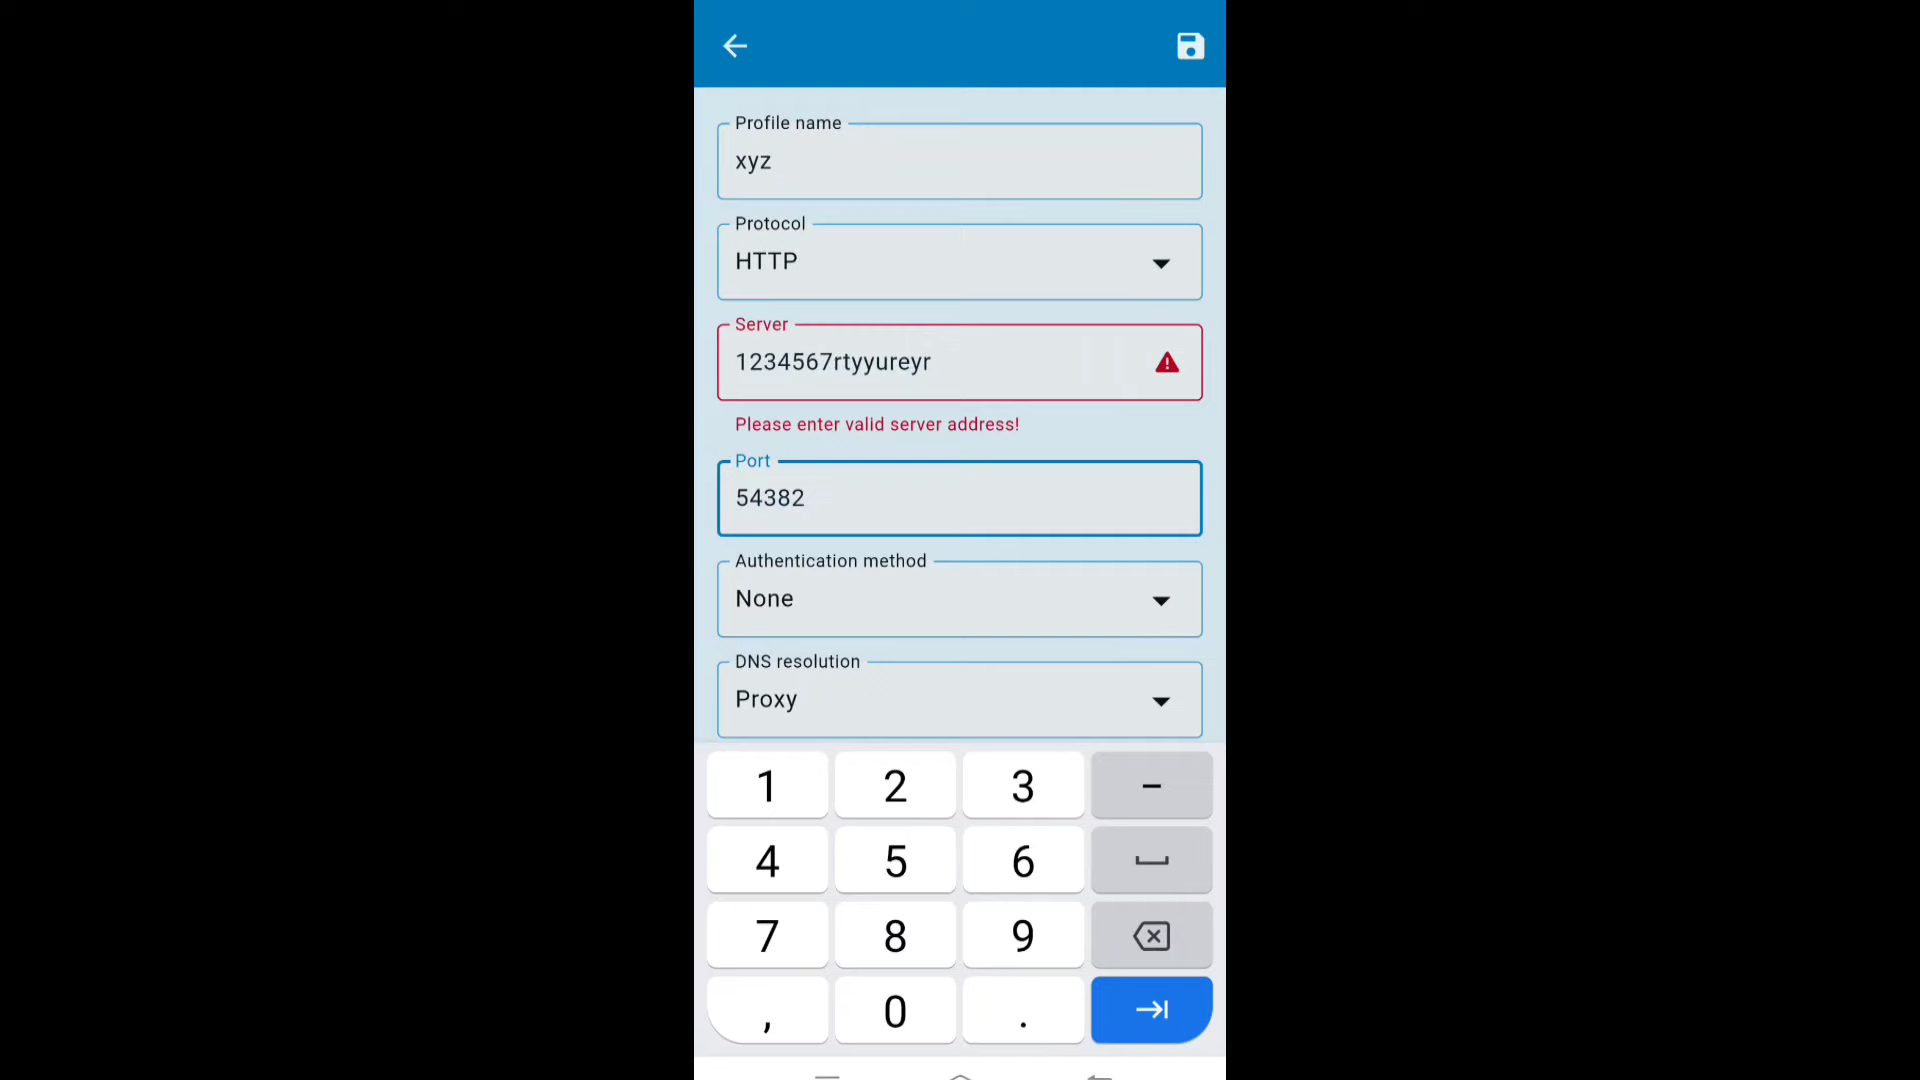 Profile name
xyz
Protocol
HTTP
Server
1234567rtyyureyr
Please enter valid server address!
Port
54382
Authentication method
None
DNS resolution
Proxy
1 2 3 –
4 5 6
7 8 9
, 0 .